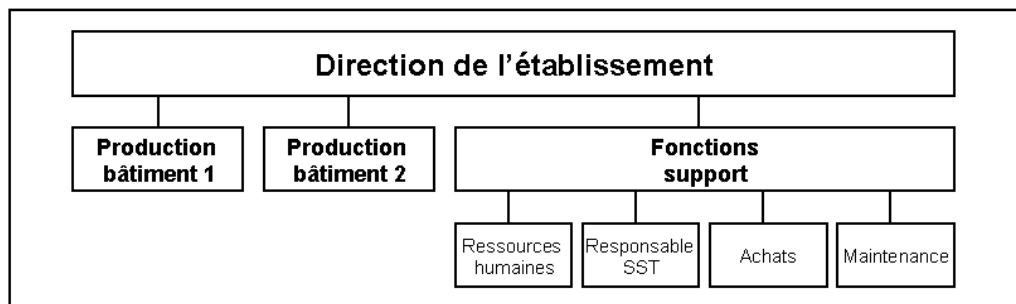 Direction de l'établissement
Production
bâtiment 1
Production
bâtiment 2
Fonctions
support
Ressources
humaines
Responsable
SST
Achats
Maintenance